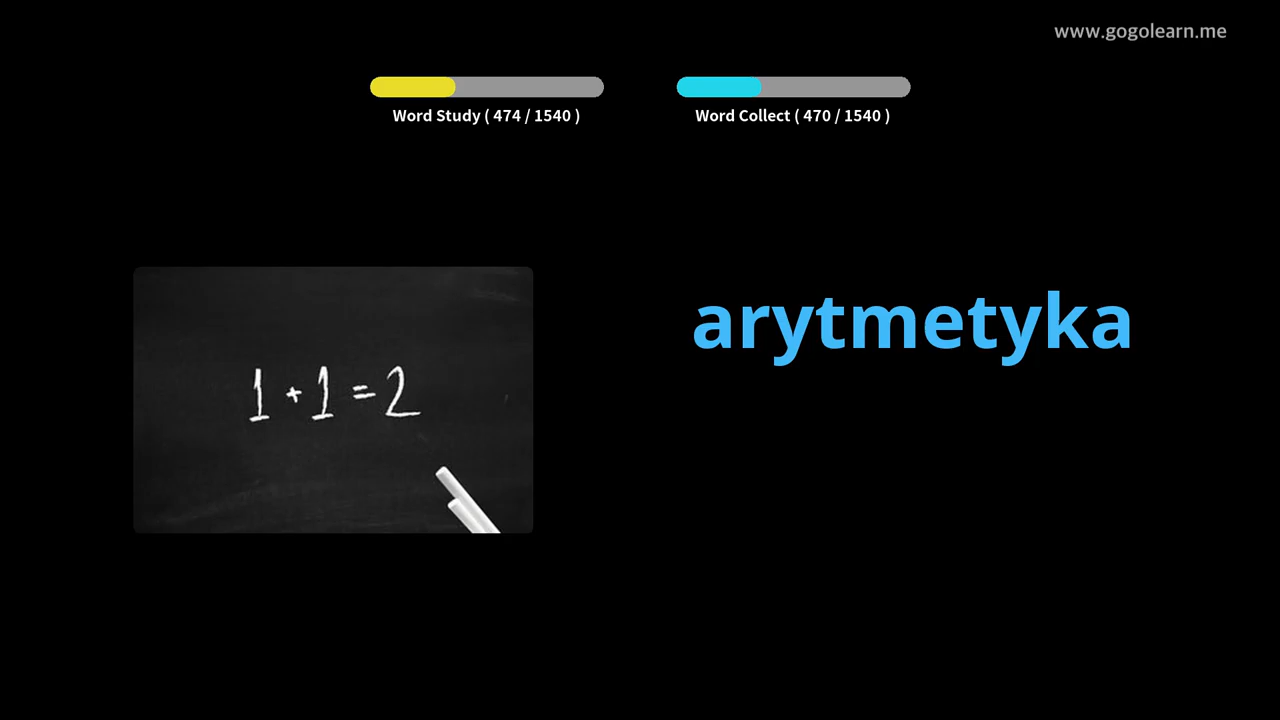 www.gogolearn.me
Word Study ( 474 / 1540 )
Word Collect ( 470 / 1540 )
arytmetyka
1 + 1 = 2